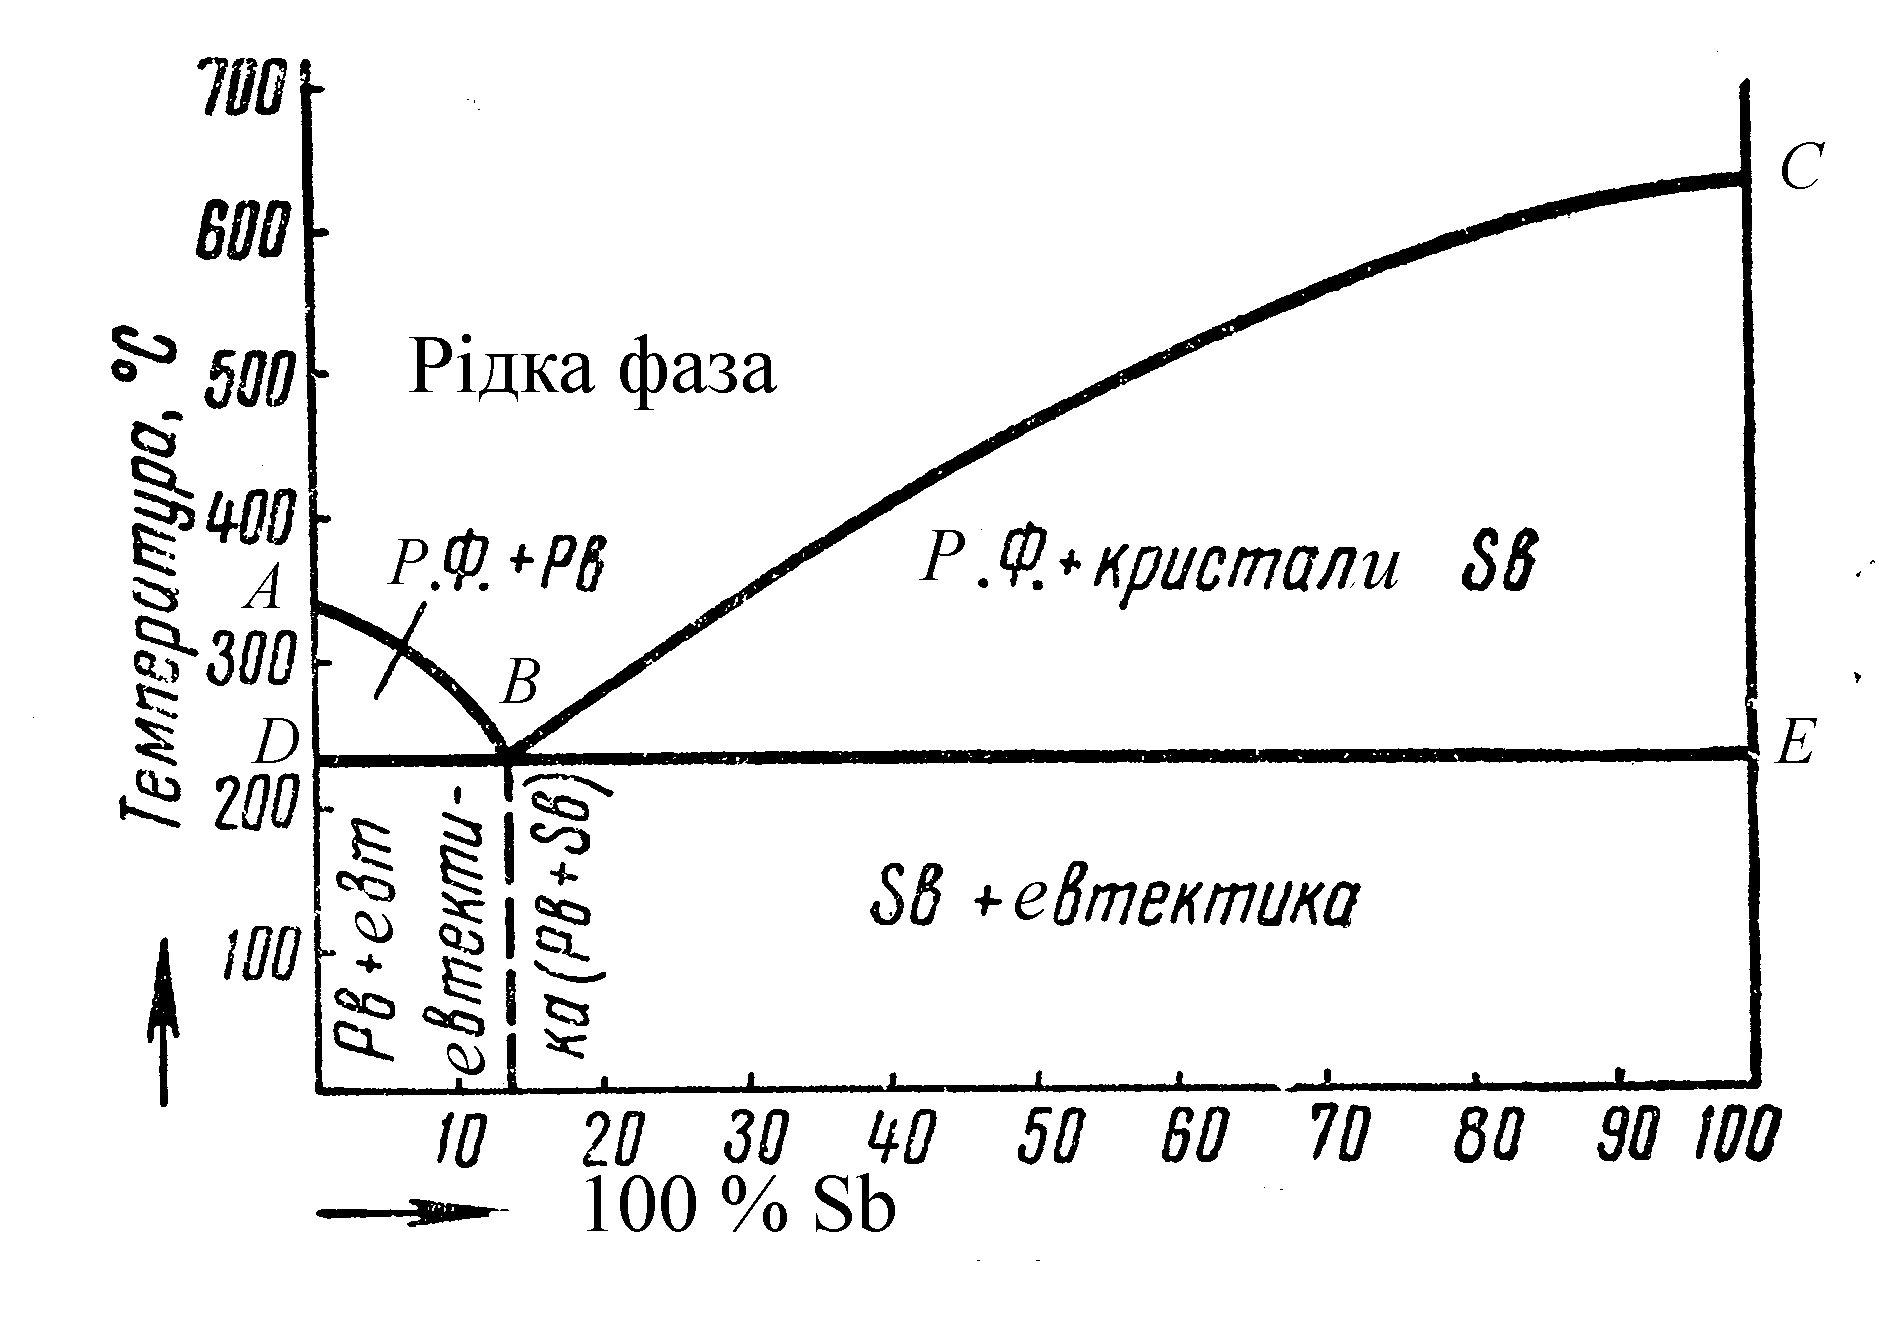 700
600
500
400
300
200
100
Температура, °С
Рідка фаза
Р.Ф.+Рв
Р.Ф.+кристали Sв
A
B
C
D
E
Рв+евт
евтекти-
ка (Рв+Sв)
Sв +евтектика
10 20 30 40 50 60 70 80 90 100
100 % Sb